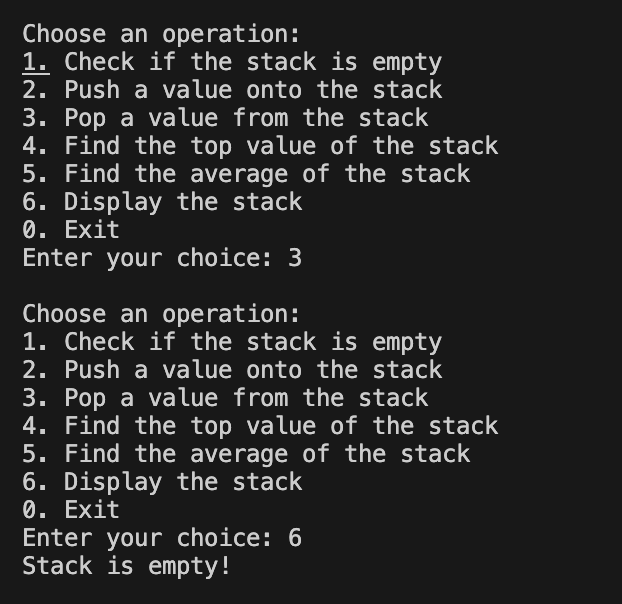 Choose an operation:
1. Check if the stack is empty
2. Push a value onto the stack
3. Pop a value from the stack
4. Find the top value of the stack
5. Find the average of the stack
6. Display the stack
0. Exit
Enter your choice: 3

Choose an operation:
1. Check if the stack is empty
2. Push a value onto the stack
3. Pop a value from the stack
4. Find the top value of the stack
5. Find the average of the stack
6. Display the stack
0. Exit
Enter your choice: 6
Stack is empty!